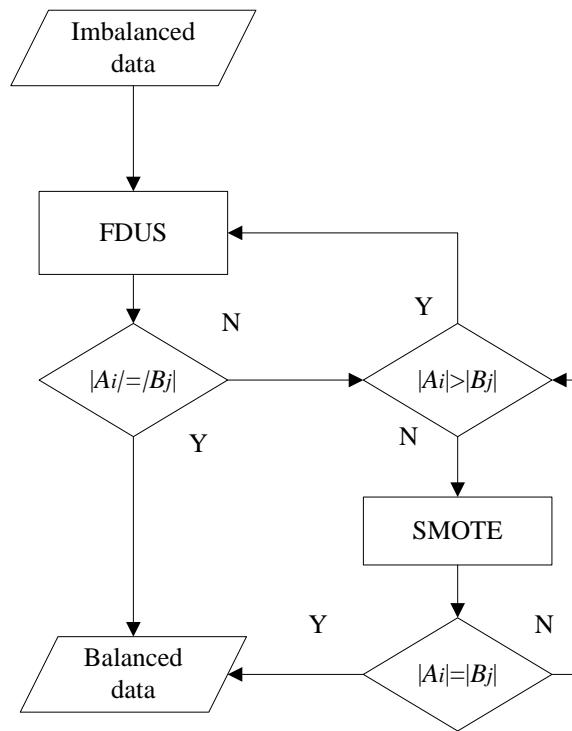 Imbalanced
data
FDUS
N
Y
|Ai|=|Bj|
|Ai|>|Bj|
Y
N
SMOTE
Y
N
Balanced
data
|Ai|=|Bj|